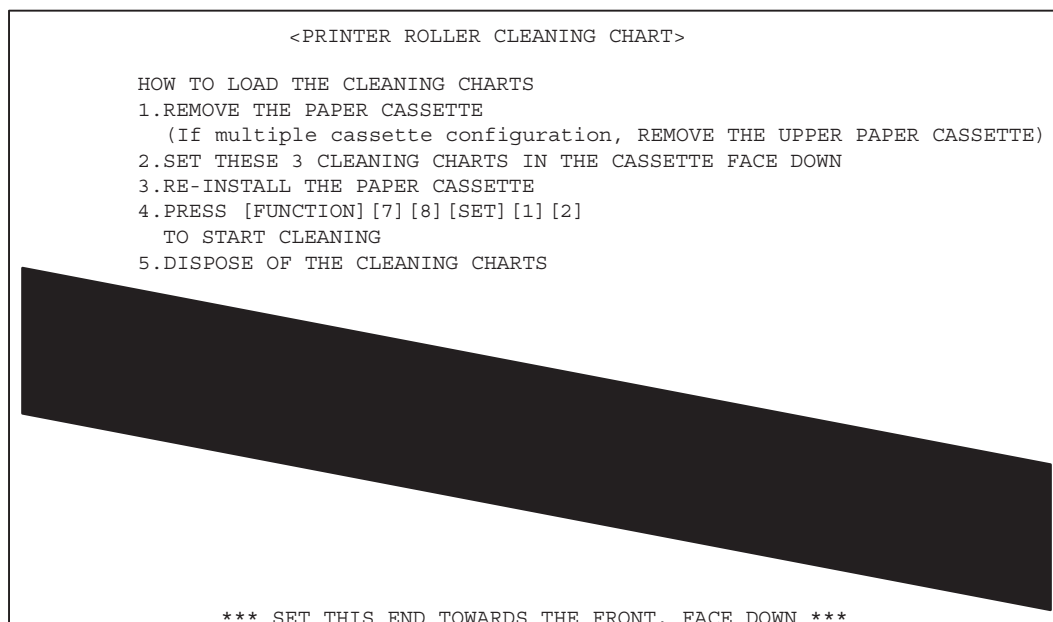 <PRINTER ROLLER CLEANING CHART>
HOW TO LOAD THE CLEANING CHARTS
1.REMOVE THE PAPER CASSETTE
(If multiple cassette configuration, REMOVE THE UPPER PAPER CASSETTE)
2.SET THESE 3 CLEANING CHARTS IN THE CASSETTE FACE DOWN
3.RE-INSTALL THE PAPER CASSETTE
4.PRESS [FUNCTION][7][8][SET][1][2]
TO START CLEANING
5.DISPOSE OF THE CLEANING CHARTS
*** SET THIS END TOWARDS THE FRONT, FACE DOWN ***